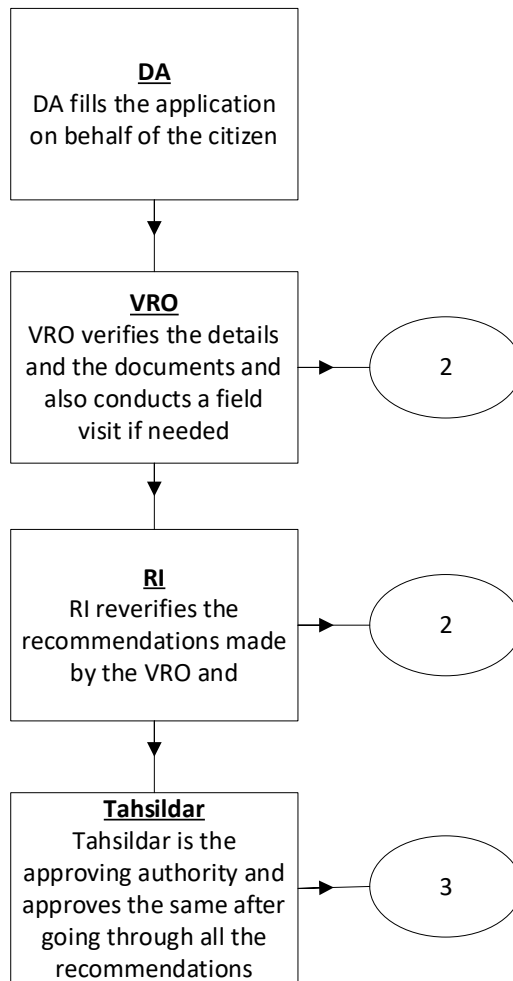 DA
DA fills the application
on behalf of the citizen
VRO
VRO verifies the details
and the documents and
also conducts a field
visit if needed
2
RI
RI reverifies the
recommendations made
by the VRO and
2
Tahsildar
Tahsildar is the
approving authority and
approves the same after
going through all the
recommendations
3